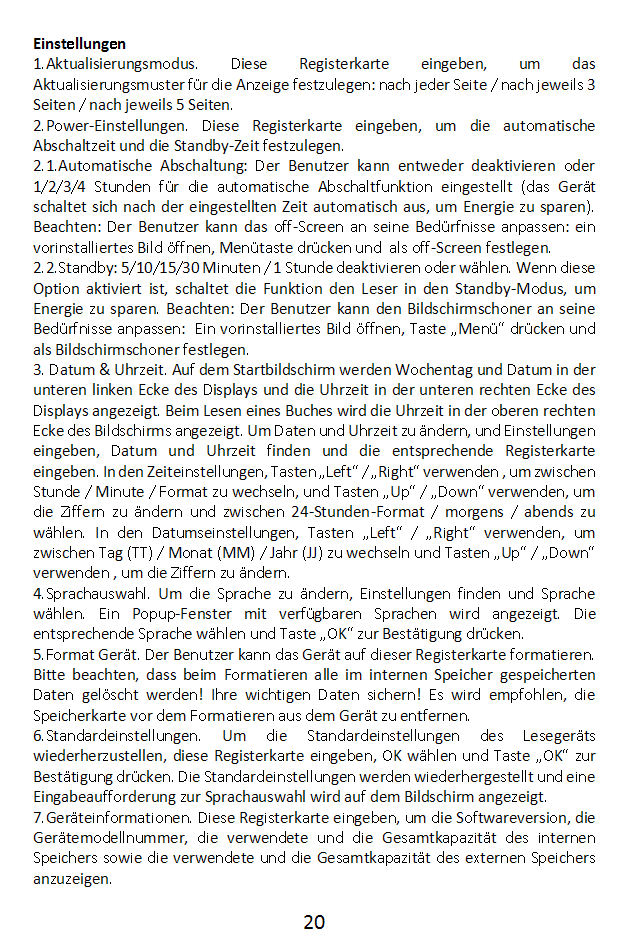 Einstellungen
1.Aktualisierungsmodus. Diese Registerkarte eingeben, um das
Aktualisierungsmuster für die Anzeige festzulegen: nach jeder Seite / nach jeweils 3
Seiten / nach jeweils 5 Seiten.
2.Power-Einstellungen. Diese Registerkarte eingeben, um die automatische
Abschaltzeit und die Standby-Zeit festzulegen.
2.1.Automatische Abschaltung: Der Benutzer kann entweder deaktivieren oder
1/2/3/4 Stunden für die automatische Abschaltfunktion eingestellt (das Gerät
schaltet sich nach der eingestellten Zeit automatisch aus, um Energie zu sparen).
Beachten: Der Benutzer kann das off-Screen an seine Bedürfnisse anpassen: ein
vorinstalliertes Bild öffnen, Menütaste drücken und als off-Screen festlegen.
2.2.Standby: 5/10/15/30 Minuten / 1 Stunde deaktivieren oder wählen. Wenn diese
Option aktiviert ist, schaltet die Funktion den Leser in den Standby-Modus, um
Energie zu sparen. Beachten: Der Benutzer kann den Bildschirmschoner an seine
Bedürfnisse anpassen: Ein vorinstalliertes Bild öffnen, Taste „Menü“ drücken und
als Bildschirmschoner festlegen.
3. Datum & Uhrzeit. Auf dem Startbildschirm werden Wochentag und Datum in der
unteren linken Ecke des Displays und die Uhrzeit in der unteren rechten Ecke des
Displays angezeigt. Beim Lesen eines Buches wird die Uhrzeit in der oberen rechten
Ecke des Bildschirms angezeigt. Um Daten und Uhrzeit zu ändern, und Einstellungen
eingeben, Datum und Uhrzeit finden und die entsprechende Registerkarte
eingeben. In den Zeiteinstellungen, Tasten „Left“ / „Right“ verwenden , um zwischen
Stunde / Minute / Format zu wechseln, und Tasten „Up“ / „Down“ verwenden, um
die Ziffern zu ändern und zwischen 24-Stunden-Format / morgens / abends zu
wählen. In den Datumseinstellungen, Tasten „Left“ / „Right“ verwenden, um
zwischen Tag (TT) / Monat (MM) / Jahr (JJ) zu wechseln und Tasten „Up“ / „Down“
verwenden , um die Ziffern zu ändern.
4.Sprachauswahl. Um die Sprache zu ändern, Einstellungen finden und Sprache
wählen. Ein Popup-Fenster mit verfügbaren Sprachen wird angezeigt. Die
entsprechende Sprache wählen und Taste „OK“ zur Bestätigung drücken.
5.Format Gerät. Der Benutzer kann das Gerät auf dieser Registerkarte formatieren.
Bitte beachten, dass beim Formatieren alle im internen Speicher gespeicherten
Daten gelöscht werden! Ihre wichtigen Daten sichern! Es wird empfohlen, die
Speicherkarte vor dem Formatieren aus dem Gerät zu entfernen.
6.Standardeinstellungen. Um die Standardeinstellungen des Lesegeräts
wiederherzustellen, diese Registerkarte eingeben, OK wählen und Taste „OK“ zur
Bestätigung drücken. Die Standardeinstellungen werden wiederhergestellt und eine
Eingabeaufforderung zur Sprachauswahl wird auf dem Bildschirm angezeigt.
7.Geräteinformationen. Diese Registerkarte eingeben, um die Softwareversion, die
Gerätemodellnummer, die verwendete und die Gesamtkapazität des internen
Speichers sowie die verwendete und die Gesamtkapazität des externen Speichers
anzuzeigen.
20